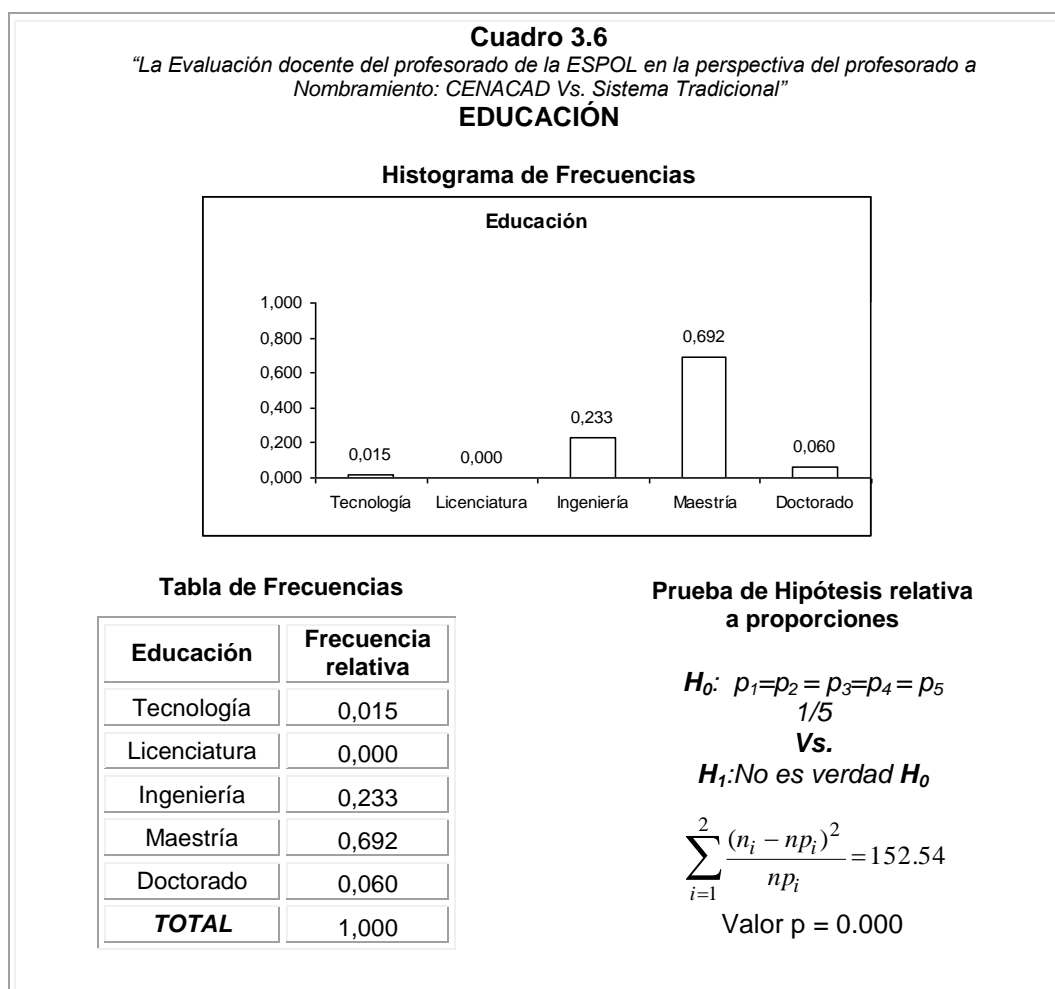 Cuadro 3.6
“La Evaluación docente del profesorado de la ESPOL en la perspectiva del profesorado a
Nombramiento: CENACAD Vs. Sistema Tradicional”
EDUCACIÓN
Histograma de Frecuencias
Educación
1,000
0,800
0,600
0,400
0,200
0,000
0,015
0,000
0,233
0,692
0,060
Tecnología Licenciatura Ingeniería Maestría Doctorado
Tabla de Frecuencias
Educación Frecuencia relativa
Tecnología 0,015
Licenciatura 0,000
Ingeniería 0,233
Maestría 0,692
Doctorado 0,060
TOTAL 1,000
Prueba de Hipótesis relativa
a proporciones
H₀: p₁=p₂ = p₃=p₄ = p₅
1/5
Vs.
H₁:No es verdad H₀
∑_{i=1}^{2} (n_i − np_i)² / np_i = 152.54
Valor p = 0.000